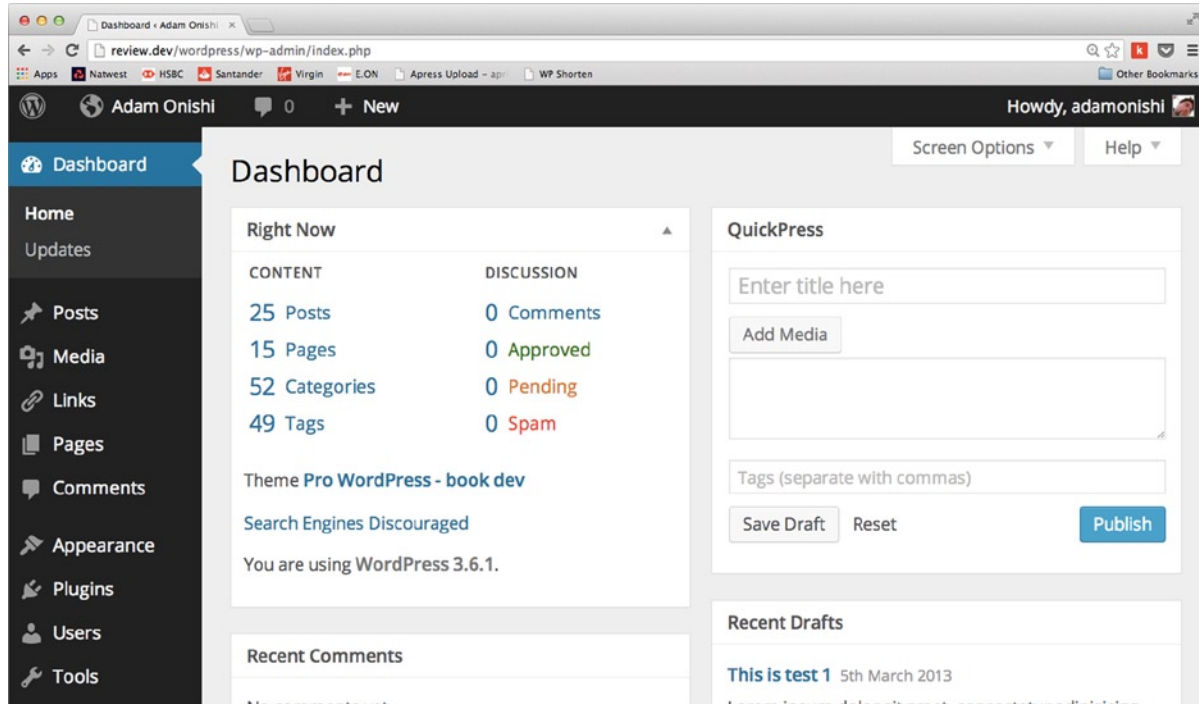 Dashboard ‹ Adam Onishi
review.dev/wordpress/wp-admin/index.php
Apps Natwest HSBC Santander Virgin E.ON Apress Upload – WP Shorten Other Bookmarks
Adam Onishi 0 + New Howdy, adamonishi
Screen Options Help
Dashboard
Home
Updates
Posts
Media
Links
Pages
Comments
Appearance
Plugins
Users
Tools
Dashboard
Right Now
CONTENT DISCUSSION
25 Posts 0 Comments
15 Pages 0 Approved
52 Categories 0 Pending
49 Tags 0 Spam
Theme Pro WordPress - book dev
Search Engines Discouraged
You are using WordPress 3.6.1.
Recent Comments
QuickPress
Enter title here
Add Media
Tags (separate with commas)
Save Draft Reset Publish
Recent Drafts
This is test 1 5th March 2013